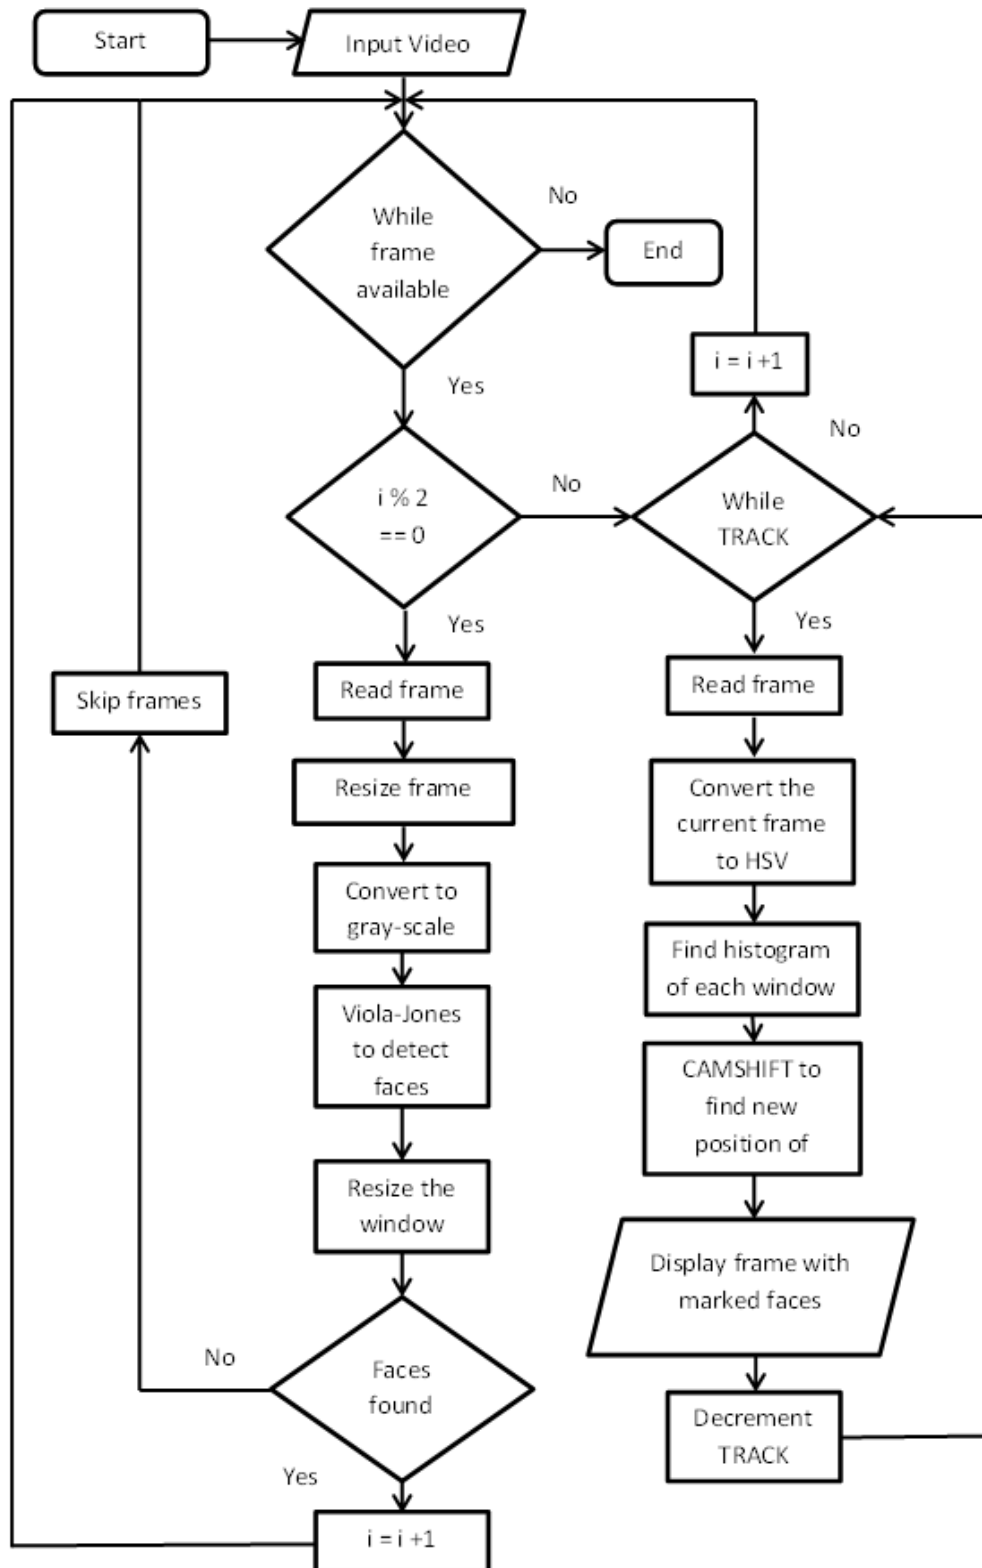 Start
Input Video
While
frame
available
No
End
Yes
i = i +1
No
i % 2
== 0
No
While
TRACK
Yes
Yes
Skip frames
Read frame
Read frame
Resize frame
Convert the
current frame
to HSV
Convert to
gray-scale
Find histogram
of each window
Viola-Jones
to detect
faces
CAMSHIFT to
find new
position of
Resize the
window
Display frame with
marked faces
No
Faces
found
Decrement
TRACK
Yes
i = i +1